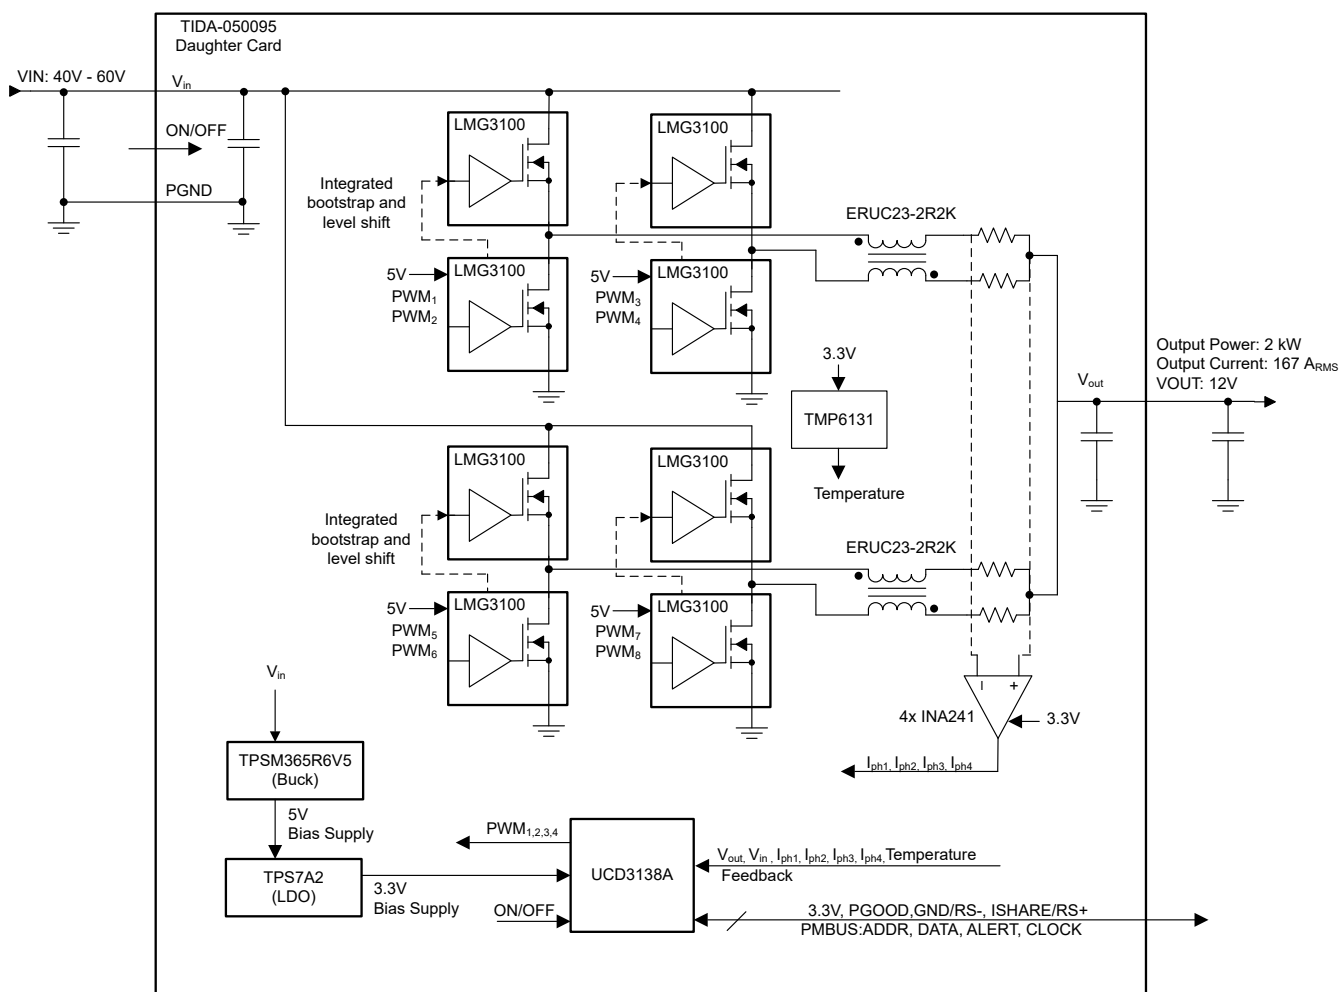 TIDA-050095
Daughter Card
VIN: 40V - 60V
Vin
ON/OFF
PGND
LMG3100
LMG3100
Integrated
bootstrap and
level shift
ERUC23-2R2K
LMG3100
LMG3100
5V
PWM1
PWM2
5V
PWM3
PWM4
3.3V
TMP6131
Temperature
Output Power: 2 kW
Output Current: 167 ARMS
VOUT: 12V
Vout
LMG3100
LMG3100
Integrated
bootstrap and
level shift
ERUC23-2R2K
LMG3100
LMG3100
5V
PWM5
PWM6
5V
PWM7
PWM8
Vin
- +
4x INA241
3.3V
Iph1, Iph2, Iph3, Iph4
TPSM365R6V5
(Buck)
5V
Bias Supply
TPS7A2
(LDO)
3.3V
Bias Supply
PWM1,2,3,4
ON/OFF
UCD3138A
Vout, Vin , Iph1, Iph2, Iph3, Iph4,Temperature
Feedback
3.3V, PGOOD,GND/RS-, ISHARE/RS+
PMBUS:ADDR, DATA, ALERT, CLOCK